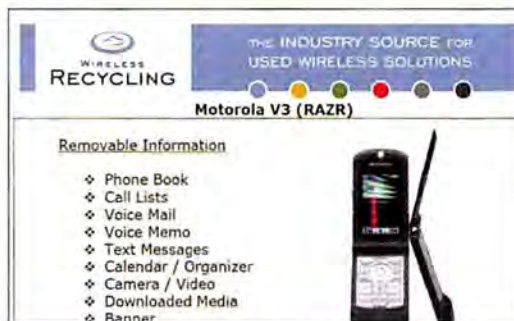 WIRELESS
RECYCLING
THE INDUSTRY SOURCE FOR
USED WIRELESS SOLUTIONS
Motorola V3 (RAZR)
Removable Information
❖ Phone Book
❖ Call Lists
❖ Voice Mail
❖ Voice Memo
❖ Text Messages
❖ Calendar / Organizer
❖ Camera / Video
❖ Downloaded Media
❖ Banner